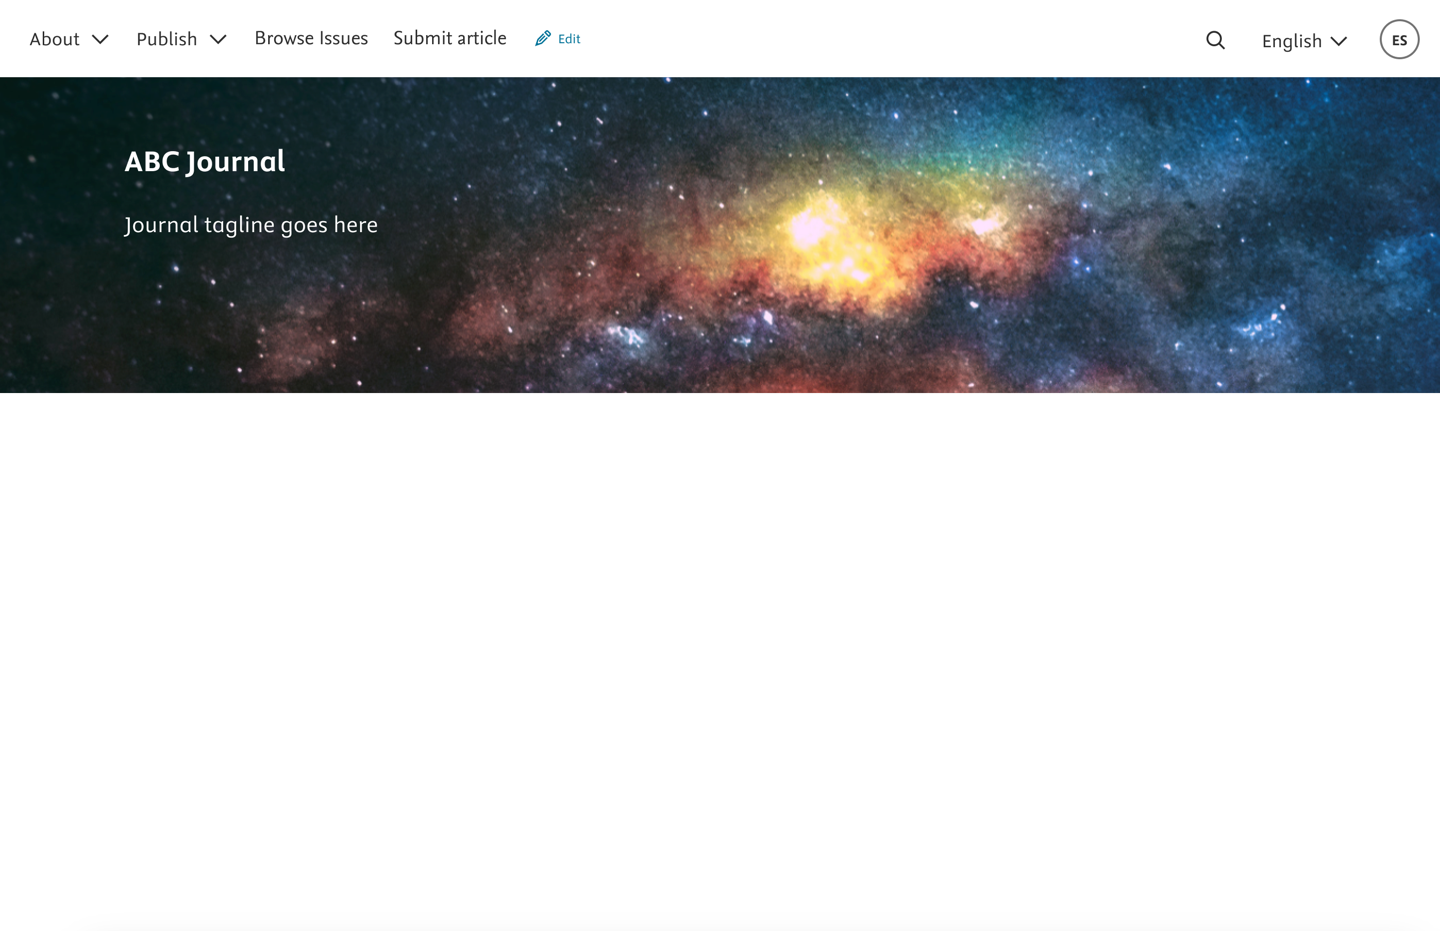 About Publish Browse Issues Submit article Edit English ES
ABC Journal
Journal tagline goes here